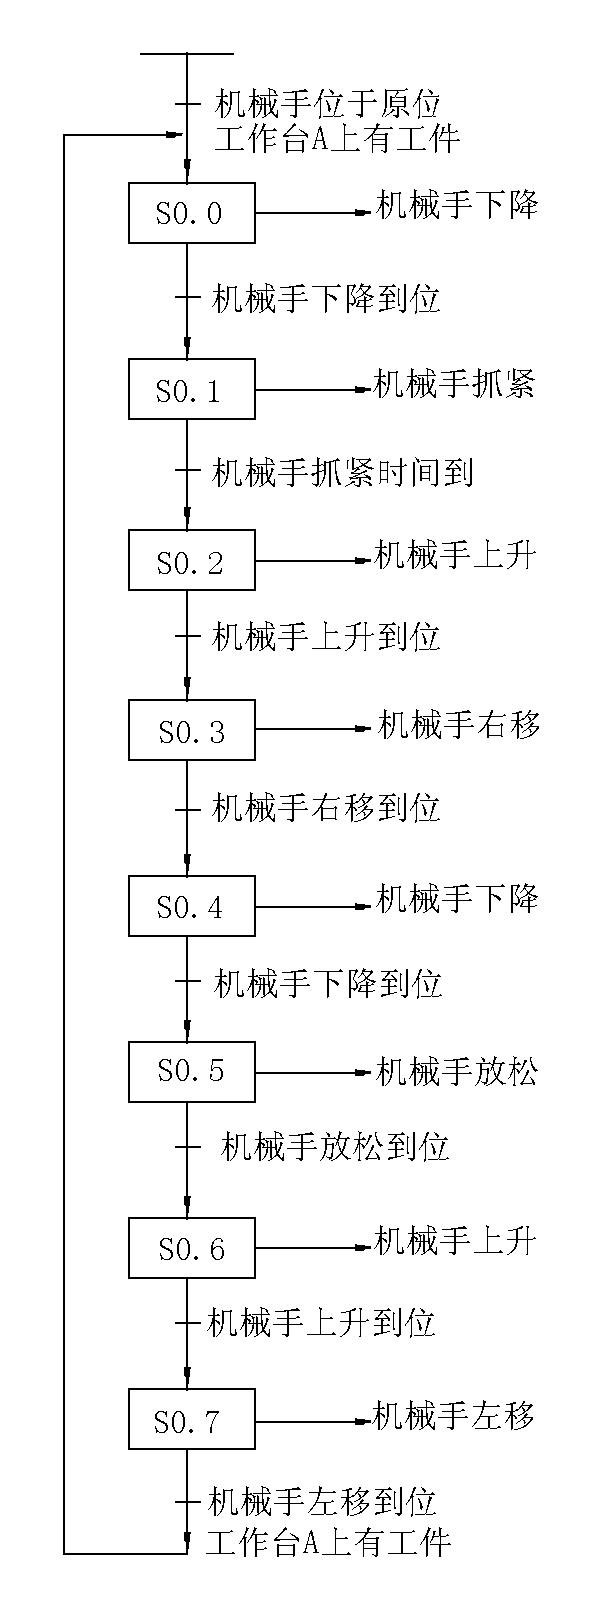 机械手位于原位
工作台A上有工件
S0.0
机械手下降
机械手下降到位
S0.1
机械手抓紧
机械手抓紧时间到
S0.2
机械手上升
机械手上升到位
S0.3
机械手右移
机械手右移到位
S0.4
机械手下降
机械手下降到位
S0.5
机械手放松
机械手放松到位
S0.6
机械手上升
机械手上升到位
S0.7
机械手左移
机械手左移到位
工作台A上有工件